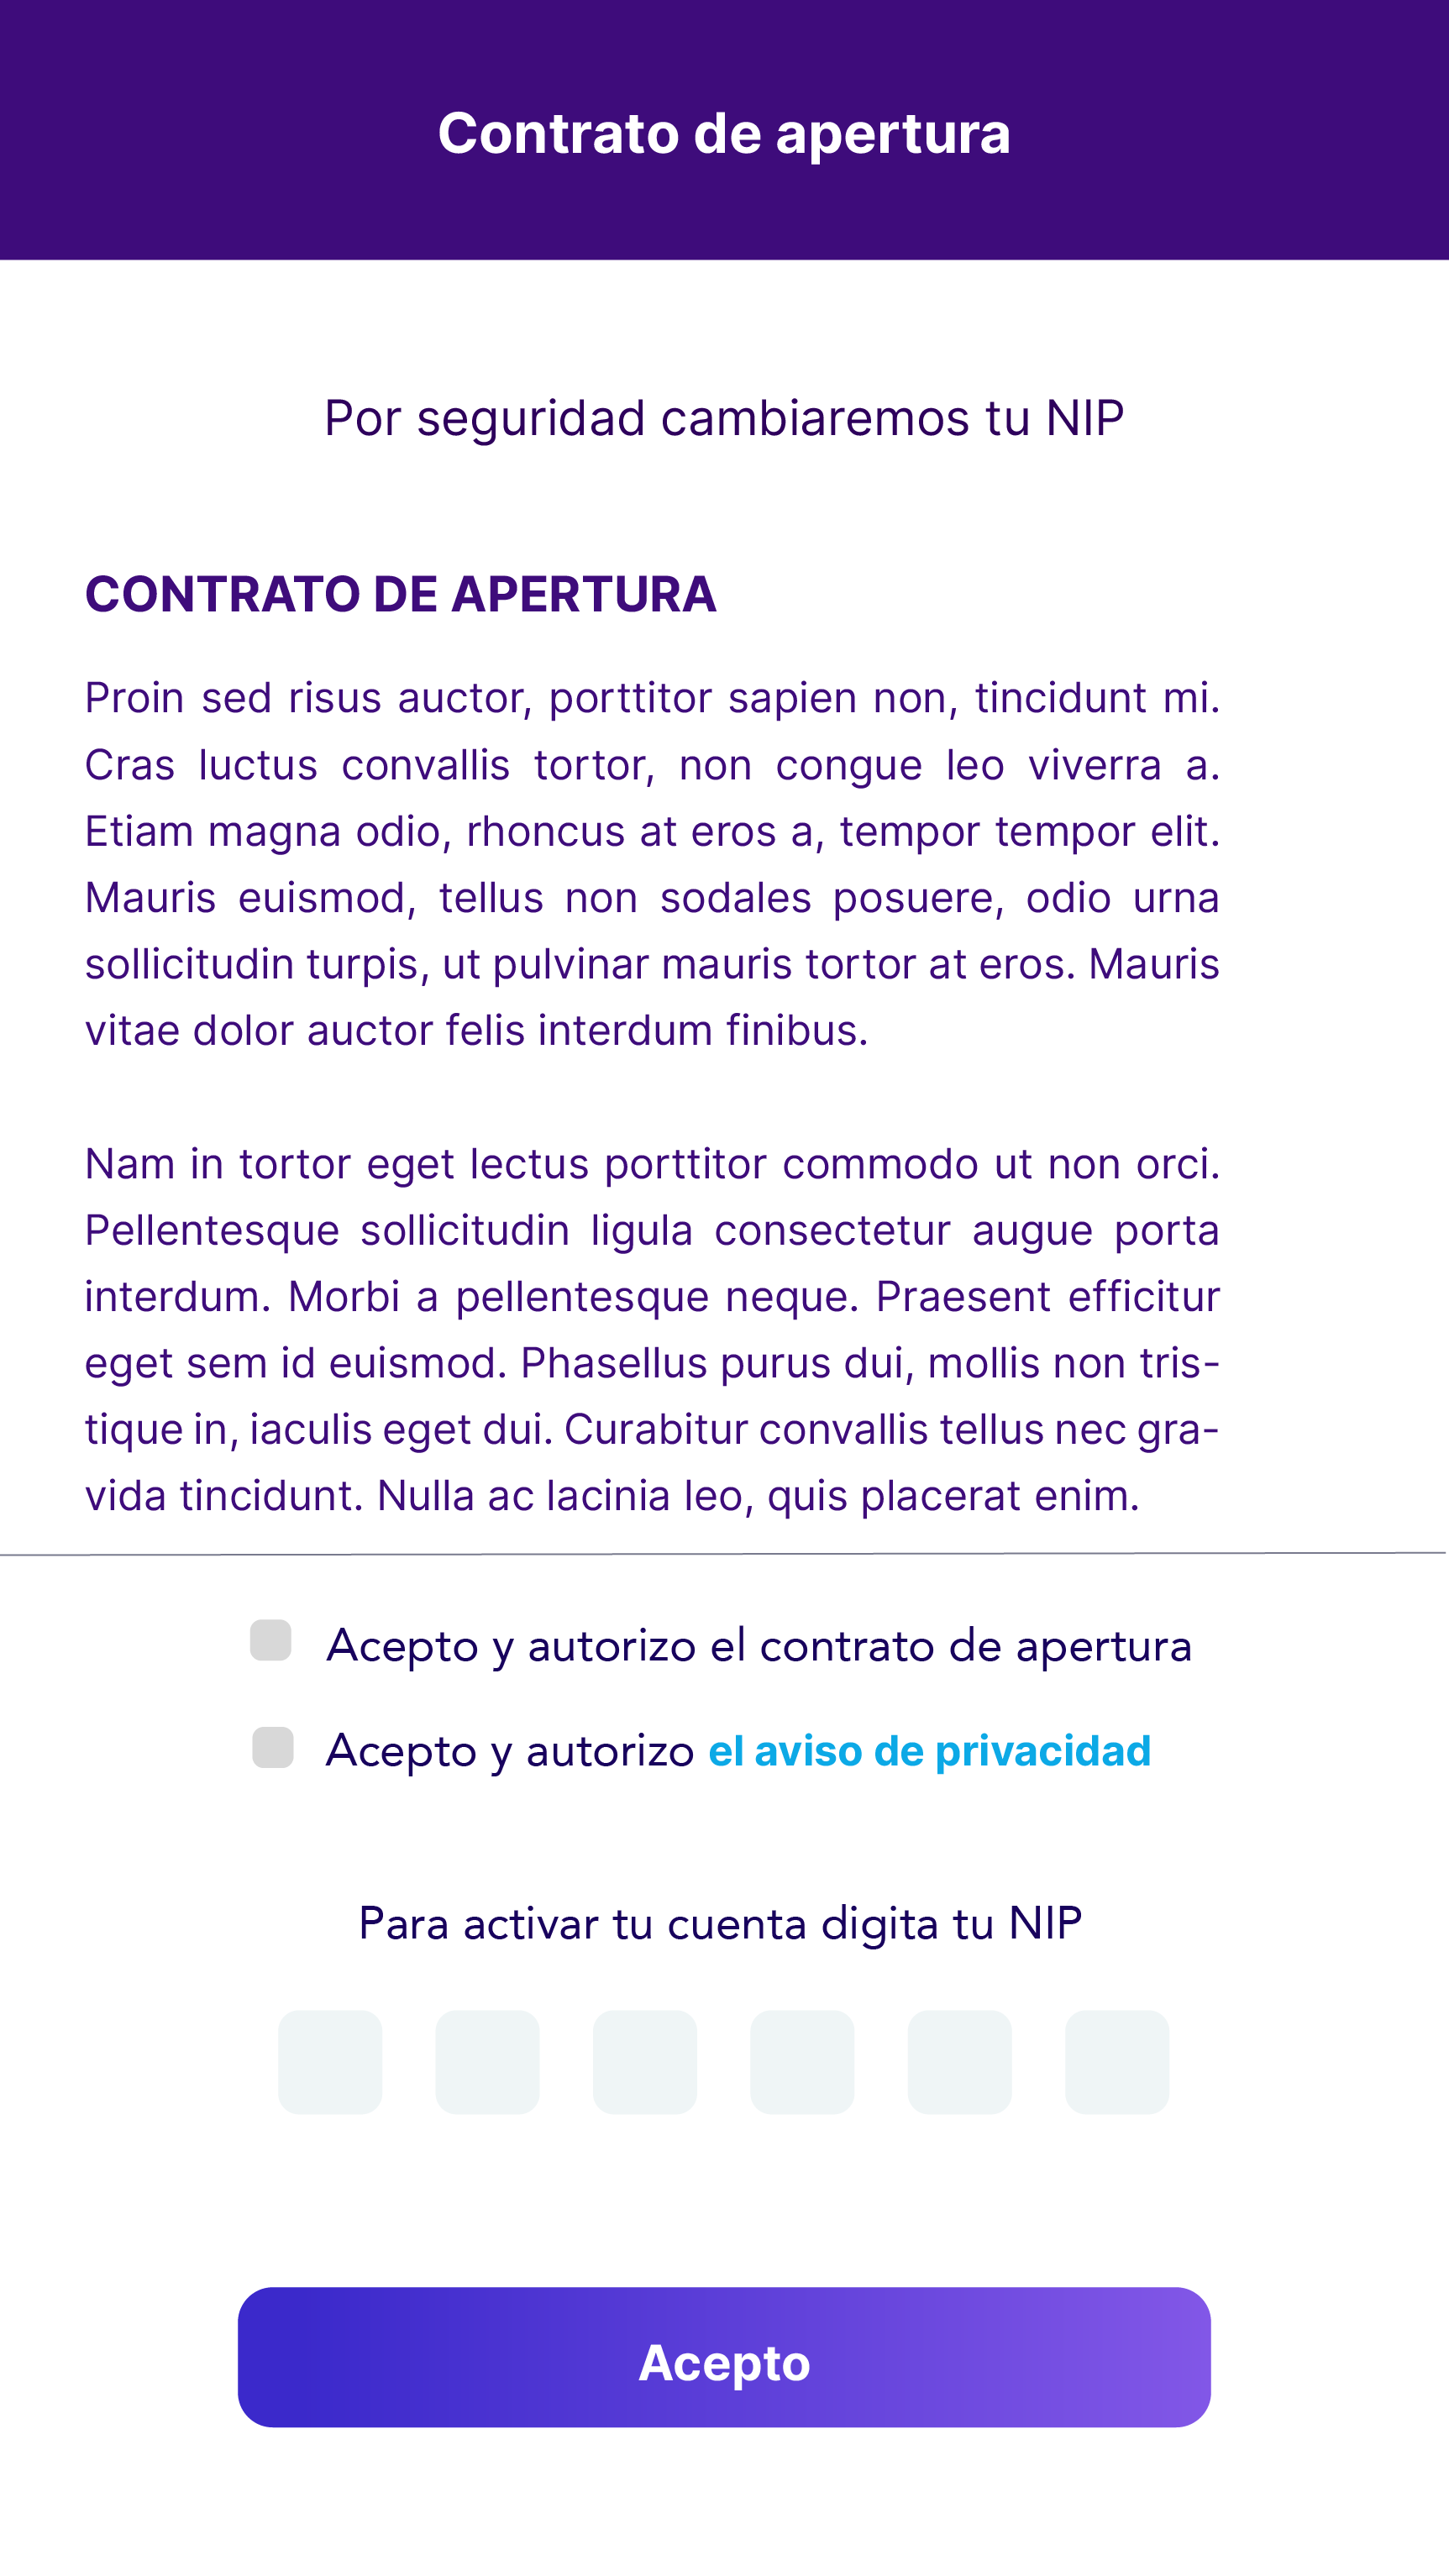 Contrato de apertura
Por seguridad cambiaremos tu NIP
CONTRATO DE APERTURA
Proin sed risus auctor, porttitor sapien non, tincidunt mi.
Cras luctus convallis tortor, non congue leo viverra a.
Etiam magna odio, rhoncus at eros a, tempor tempor elit.
Mauris euismod, tellus non sodales posuere, odio urna
sollicitudin turpis, ut pulvinar mauris tortor at eros. Mauris
vitae dolor auctor felis interdum finibus.
Nam in tortor eget lectus porttitor commodo ut non orci.
Pellentesque sollicitudin ligula consectetur augue porta
interdum. Morbi a pellentesque neque. Praesent efficitur
eget sem id euismod. Phasellus purus dui, mollis non tris-
tique in, iaculis eget dui. Curabitur convallis tellus nec gra-
vida tincidunt. Nulla ac lacinia leo, quis placerat enim.
Acepto y autorizo el contrato de apertura
Acepto y autorizo el aviso de privacidad
Para activar tu cuenta digita tu NIP
Acepto